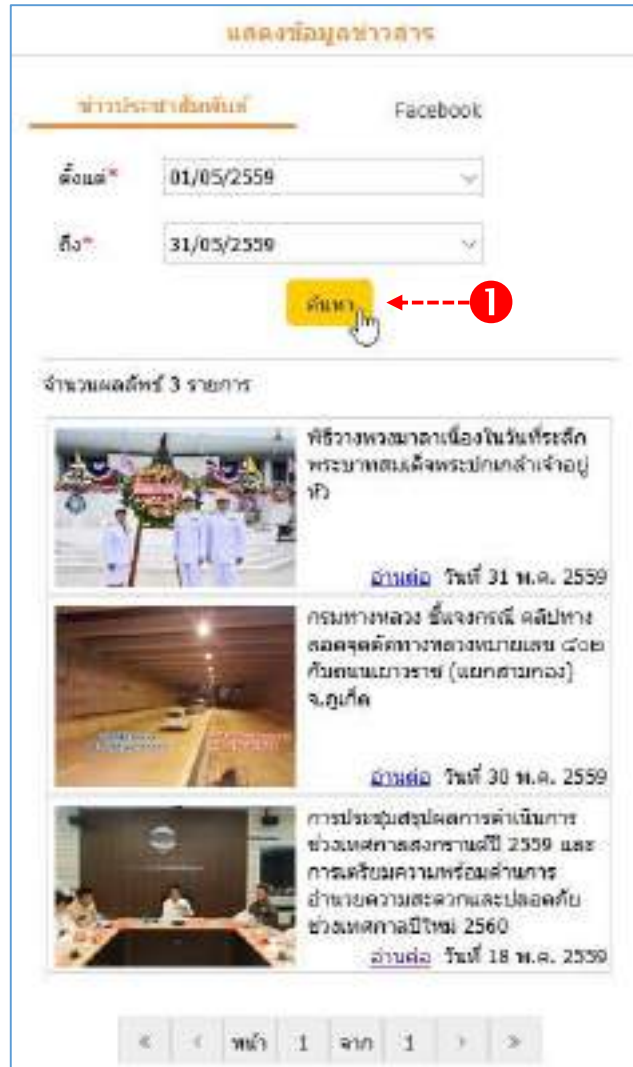 แสดงข้อมูลข่าวสาร
ข่าวประชาสัมพันธ์ Facebook
ตั้งแต่* 01/05/2559
ถึง* 31/05/2559
ค้นหา 1
จำนวนผลลัพธ์ 3 รายการ
พิธีวางพวงมาลาเนื่องในวันที่ระลึก
พระบาทสมเด็จพระปกเกล้าเจ้าอยู่
หัว
อ่านต่อ วันที่ 31 พ.ค. 2559
กรมทางหลวง ชี้แจงกรณี คลิปทาง
ลอดจุดตัดทางหลวงหมายเลข ๔๐๒
กับถนนเยาวราช (แยกสามกอง)
จ.ภูเก็ต
อ่านต่อ วันที่ 30 พ.ค. 2559
การประชุมสรุปผลการดำเนินการ
ช่วงเทศกาลสงกรานต์ปี 2559 และ
การเตรียมความพร้อมด้านการ
อำนวยความสะดวกและปลอดภัย
ช่วงเทศกาลปีใหม่ 2560
อ่านต่อ วันที่ 18 พ.ค. 2559
« ‹ หน้า 1 จาก 1 › »